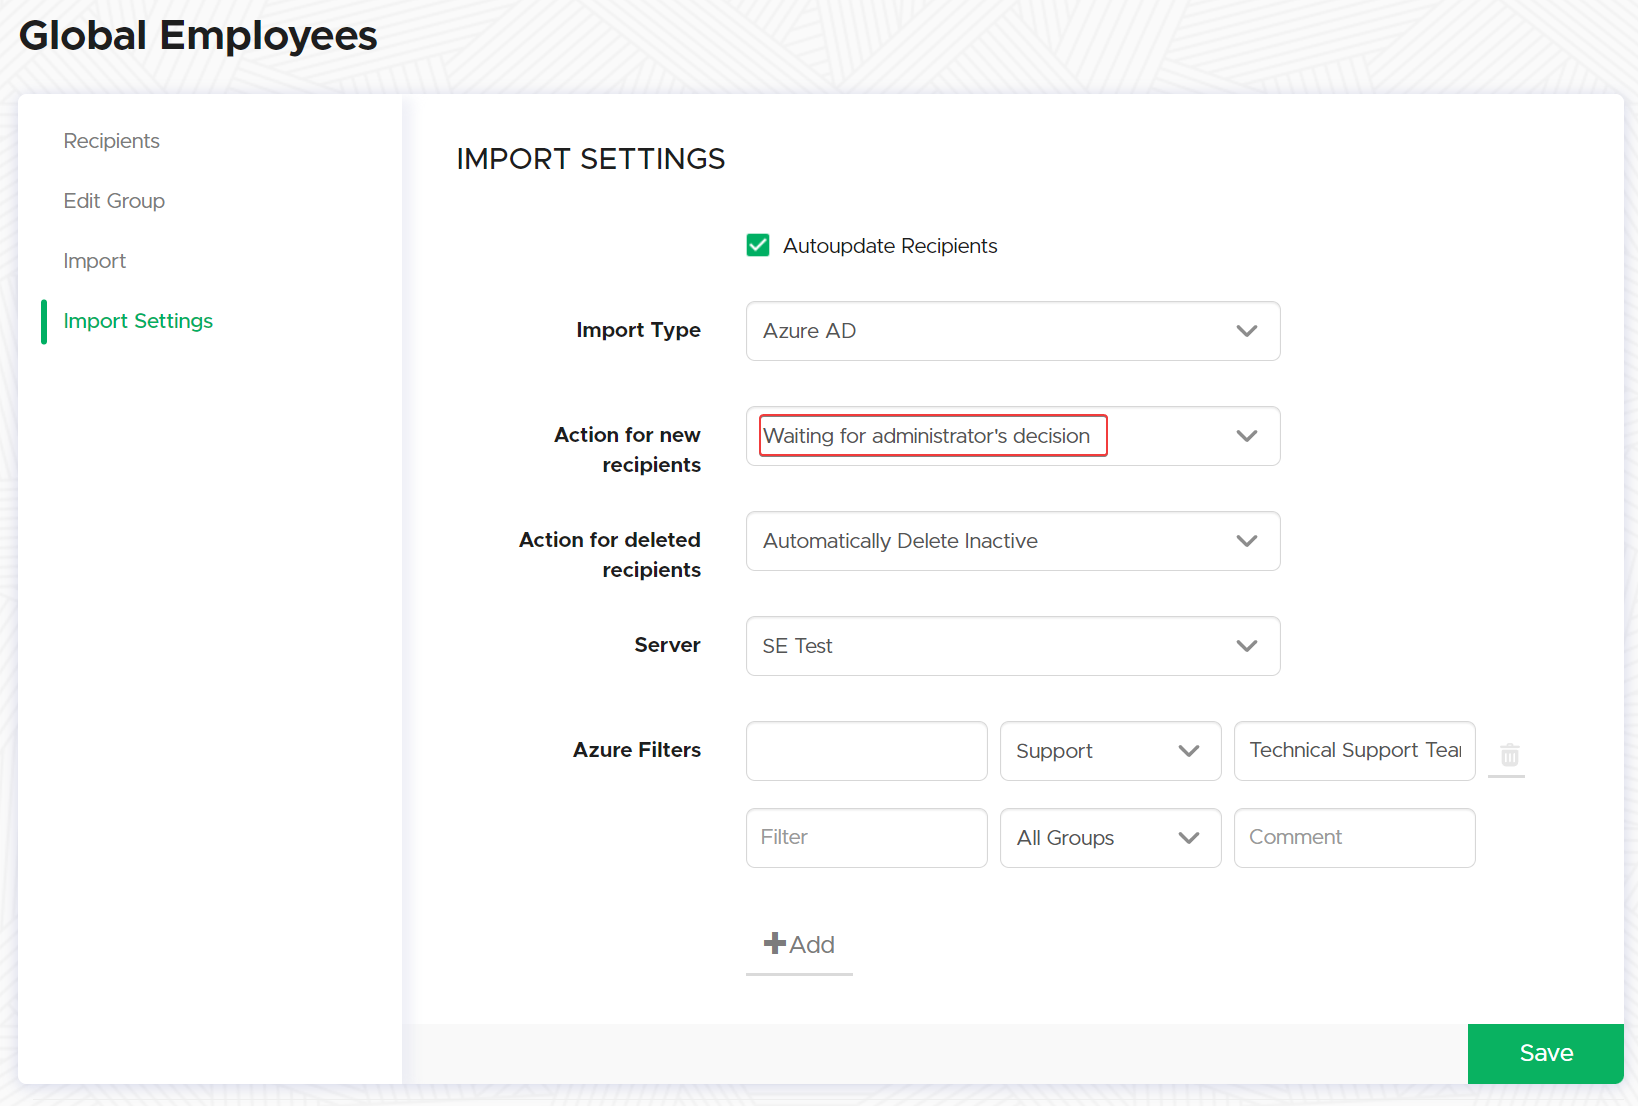 Global Employees
Recipients
Edit Group
Import
Import Settings
IMPORT SETTINGS
Autoupdate Recipients
Import Type
Azure AD
Action for new
recipients
Waiting for administrator's decision
Action for deleted
recipients
Automatically Delete Inactive
Server
SE Test
Azure Filters
Support
Technical Support Tea
Filter
All Groups
Comment
Add
Save